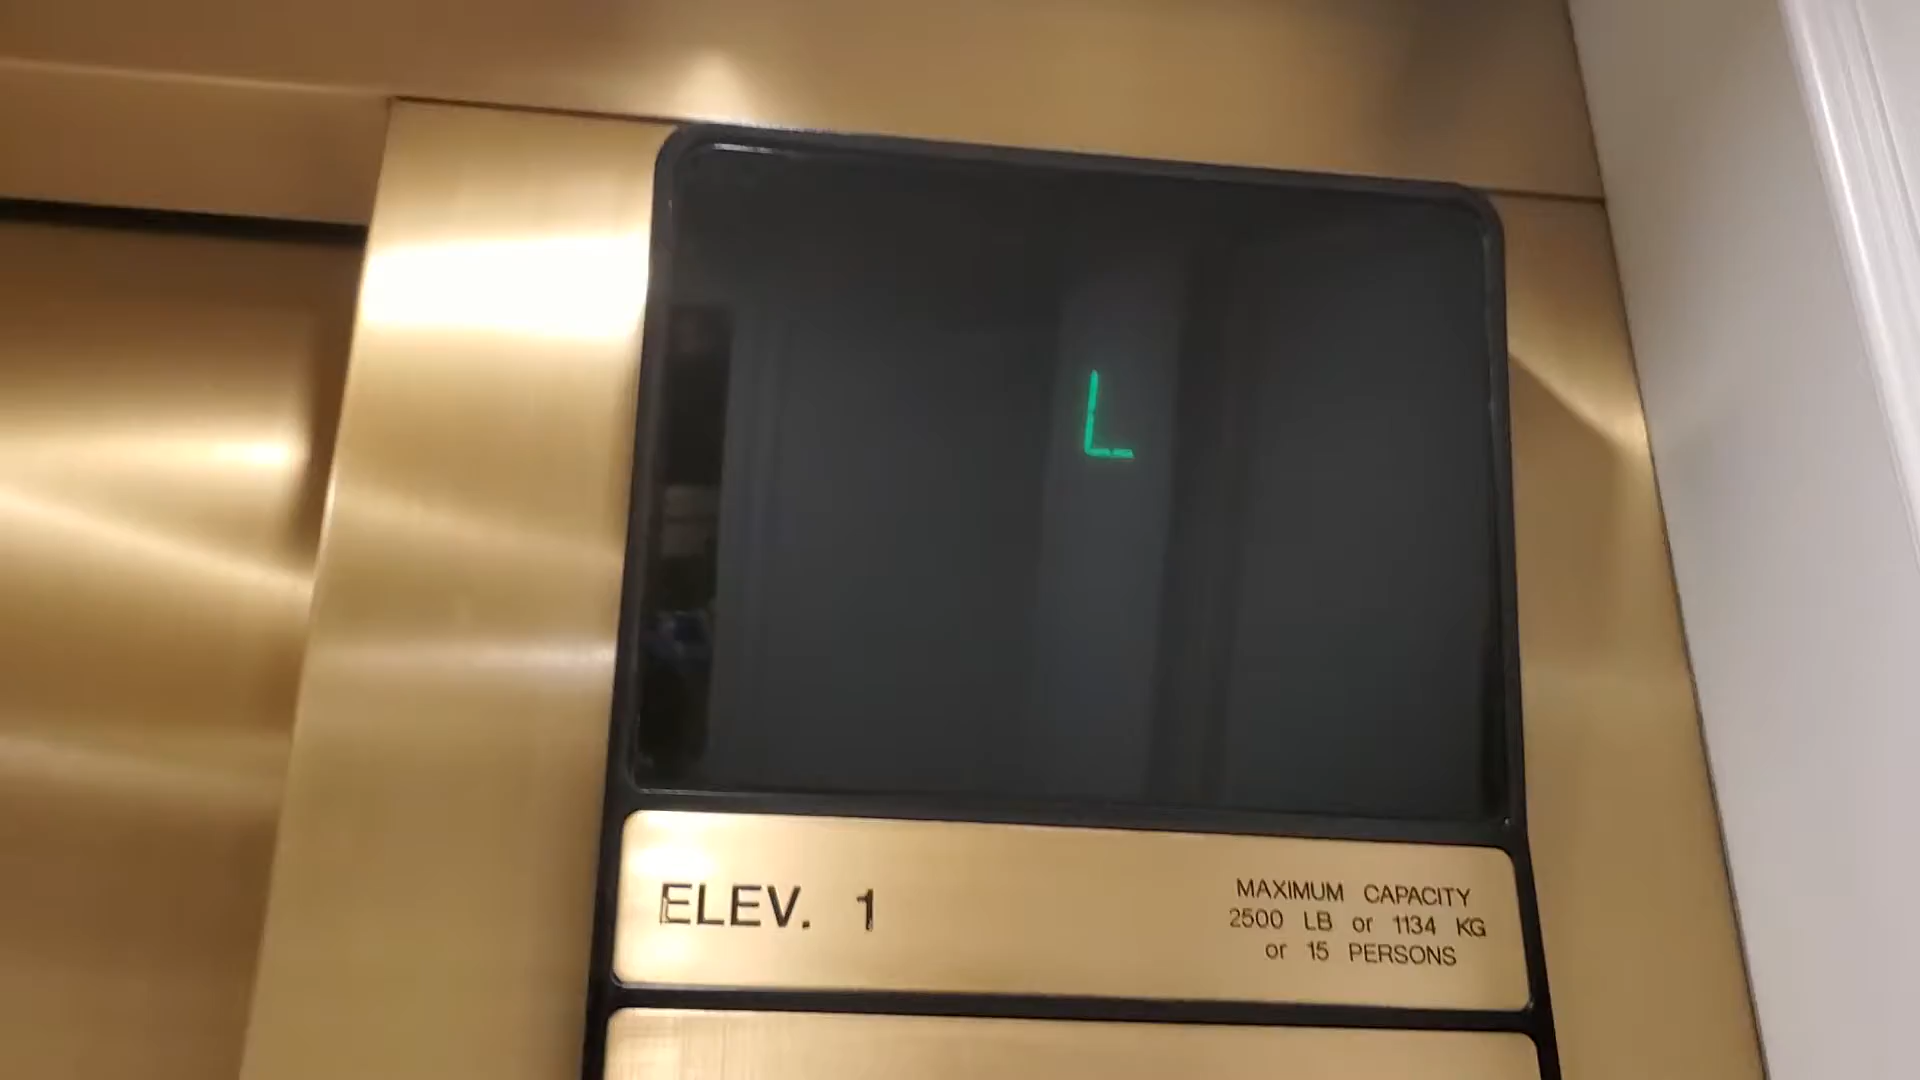 L
ELEV. 1
MAXIMUM CAPACITY
2500 LB or 1134 KG
or 15 PERSONS